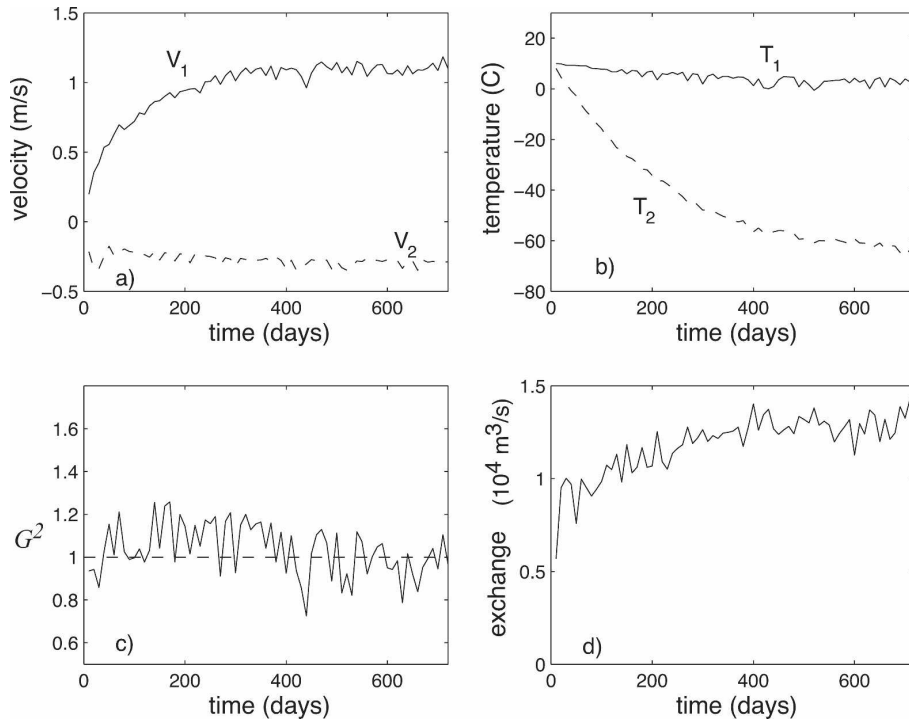 1.5
1
0.5
0
−0.5
velocity (m/s)
V1
V2
a)
0 200 400 600
time (days)
20
0
−20
−40
−60
−80
temperature (C)
T1
T2
b)
0 200 400 600
time (days)
1.6
1.4
1.2
1
0.8
0.6
G2
c)
0 200 400 600
time (days)
1.5
1
0.5
0
exchange (10^4 m^3/s)
d)
0 200 400 600
time (days)